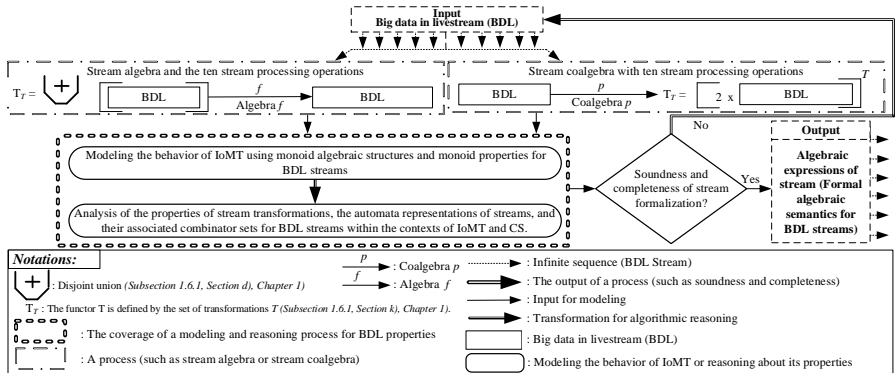 Input
Big data in livestream (BDL)
Stream algebra and the ten stream processing operations
T_T = + BDL f Algebra f BDL
Stream coalgebra with ten stream processing operations
BDL p Coalgebra p T_T = 2 x BDL T
Modeling the behavior of IoMT using monoid algebraic structures and monoid properties for
BDL streams
Analysis of the properties of stream transformations, the automata representations of streams, and
their associated combinator sets for BDL streams within the contexts of IoMT and CS.
No
Soundness and
completeness of stream
formalization?
Yes
Output
Algebraic
expressions of
stream (Formal
algebraic
semantics for
BDL streams)
Notations:
+ : Disjoint union (Subsection 1.6.1, Section d), Chapter 1)
T_T : The functor T is defined by the set of transformations T (Subsection 1.6.1, Section k), Chapter 1).
: The coverage of a modeling and reasoning process for BDL properties
: A process (such as stream algebra or stream coalgebra)
p : Coalgebra p
f : Algebra f
: Infinite sequence (BDL Stream)
: The output of a process (such as soundness and completeness)
: Input for modeling
: Transformation for algorithmic reasoning
: Big data in livestream (BDL)
: Modeling the behavior of IoMT or reasoning about its properties